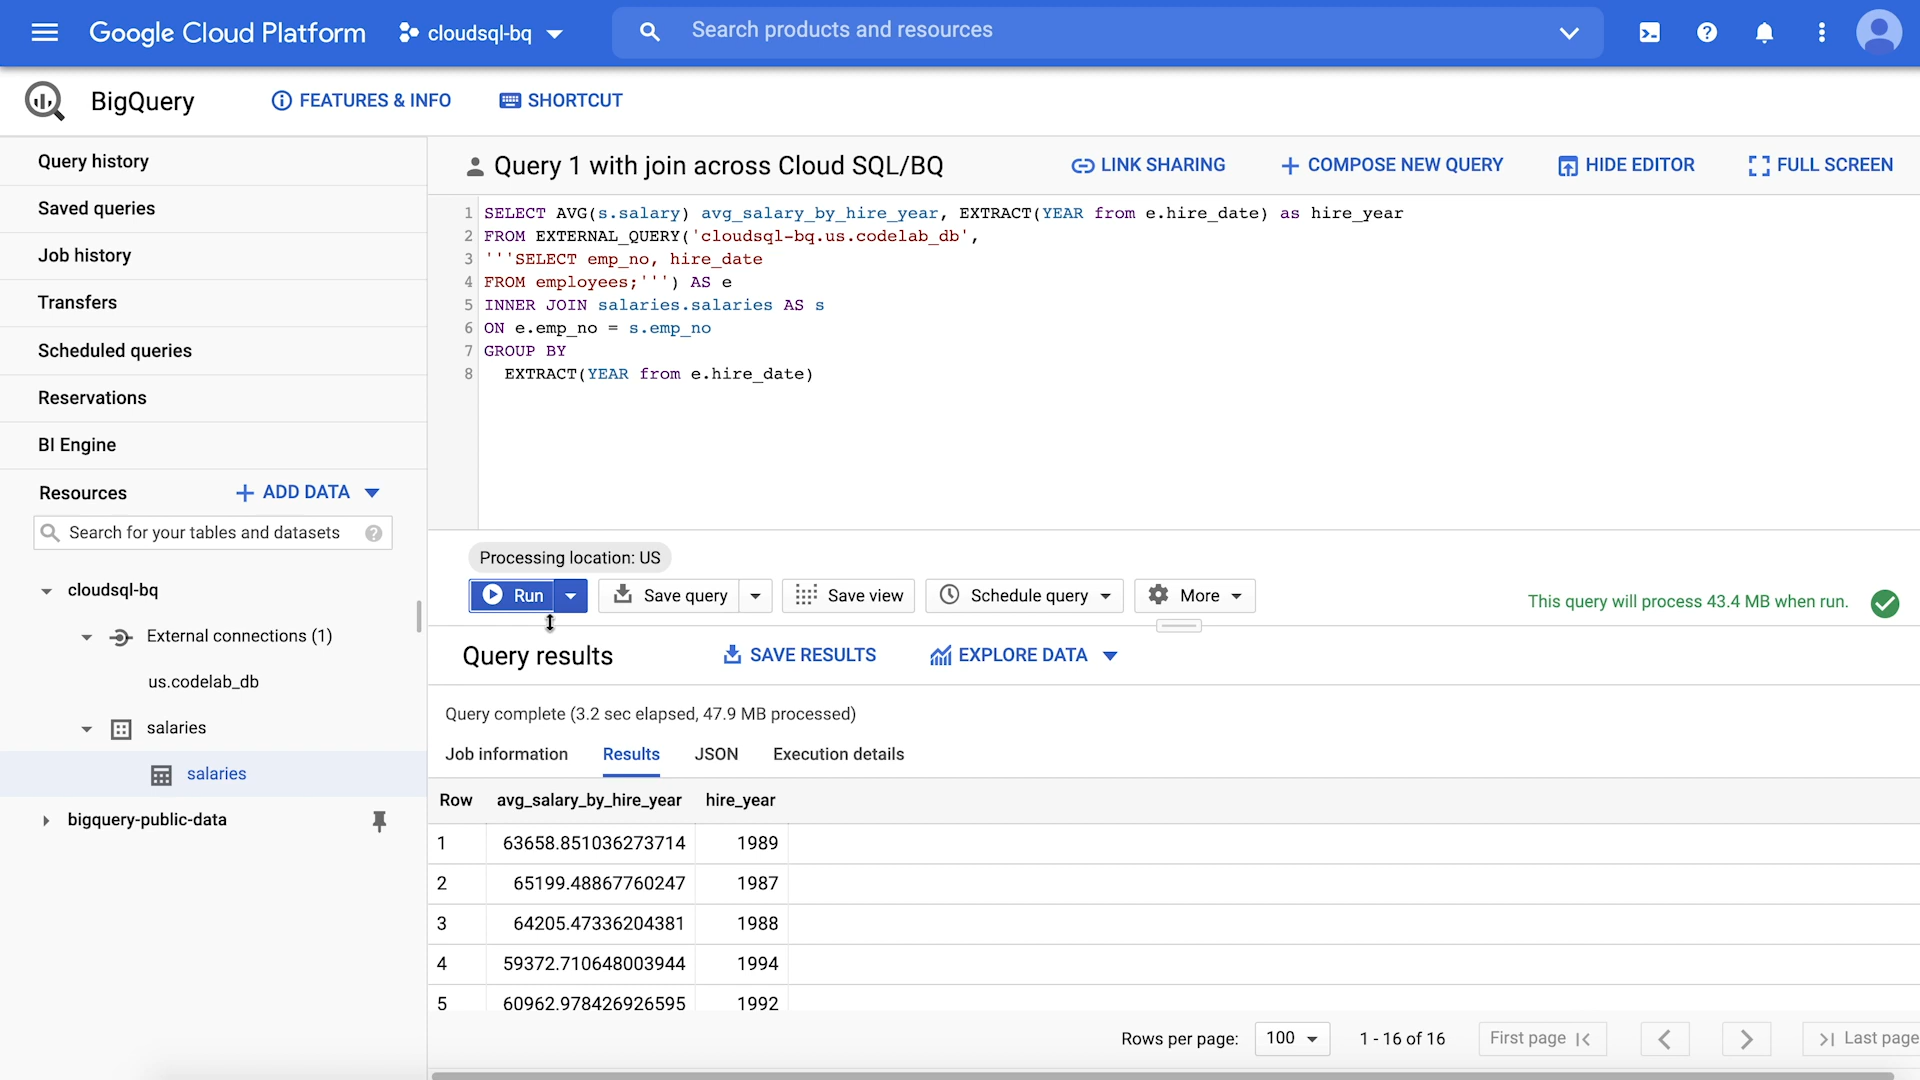 Google Cloud Platform
cloudsql-bq
Search products and resources
BigQuery
FEATURES & INFO
SHORTCUT
Query history
Saved queries
Job history
Transfers
Scheduled queries
Reservations
BI Engine
Resources
ADD DATA
Search for your tables and datasets
cloudsql-bq
External connections (1)
us.codelab_db
salaries
salaries
bigquery-public-data
Query 1 with join across Cloud SQL/BQ
LINK SHARING
COMPOSE NEW QUERY
HIDE EDITOR
FULL SCREEN
1 SELECT AVG(s.salary) avg_salary_by_hire_year, EXTRACT(YEAR from e.hire_date) as hire_year
2 FROM EXTERNAL_QUERY('cloudsql-bq.us.codelab_db',
3 '''SELECT emp_no, hire_date
4 FROM employees;''') AS e
5 INNER JOIN salaries.salaries AS s
6 ON e.emp_no = s.emp_no
7 GROUP BY
8 EXTRACT(YEAR from e.hire_date)
Processing location: US
Run
Save query
Save view
Schedule query
More
This query will process 43.4 MB when run.
Query results
SAVE RESULTS
EXPLORE DATA
Query complete (3.2 sec elapsed, 47.9 MB processed)
Job information Results JSON Execution details
Row avg_salary_by_hire_year hire_year
1 63658.851036273714 1989
2 65199.48867760247 1987
3 64205.47336204381 1988
4 59372.710648003944 1994
5 60962.978426926595 1992
Rows per page: 100 1 - 16 of 16 First page Last page